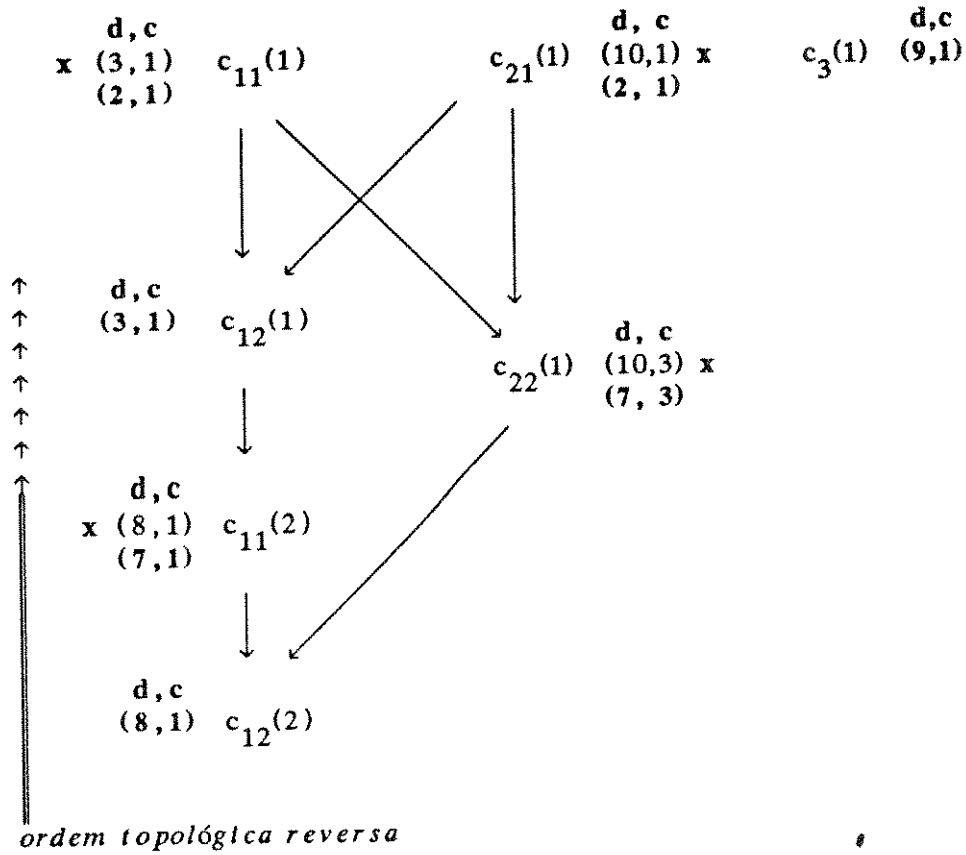 d,c
x (3,1) c11(1)
(2,1)
d, c
c21(1) (10,1) x
(2, 1)
d,c
c3(1) (9,1)
d,c
(3,1) c12(1)
d, c
c22(1) (10,3) x
(7, 3)
d,c
x (8,1) c11(2)
(7,1)
d,c
(8,1) c12(2)
ordem topológica reversa